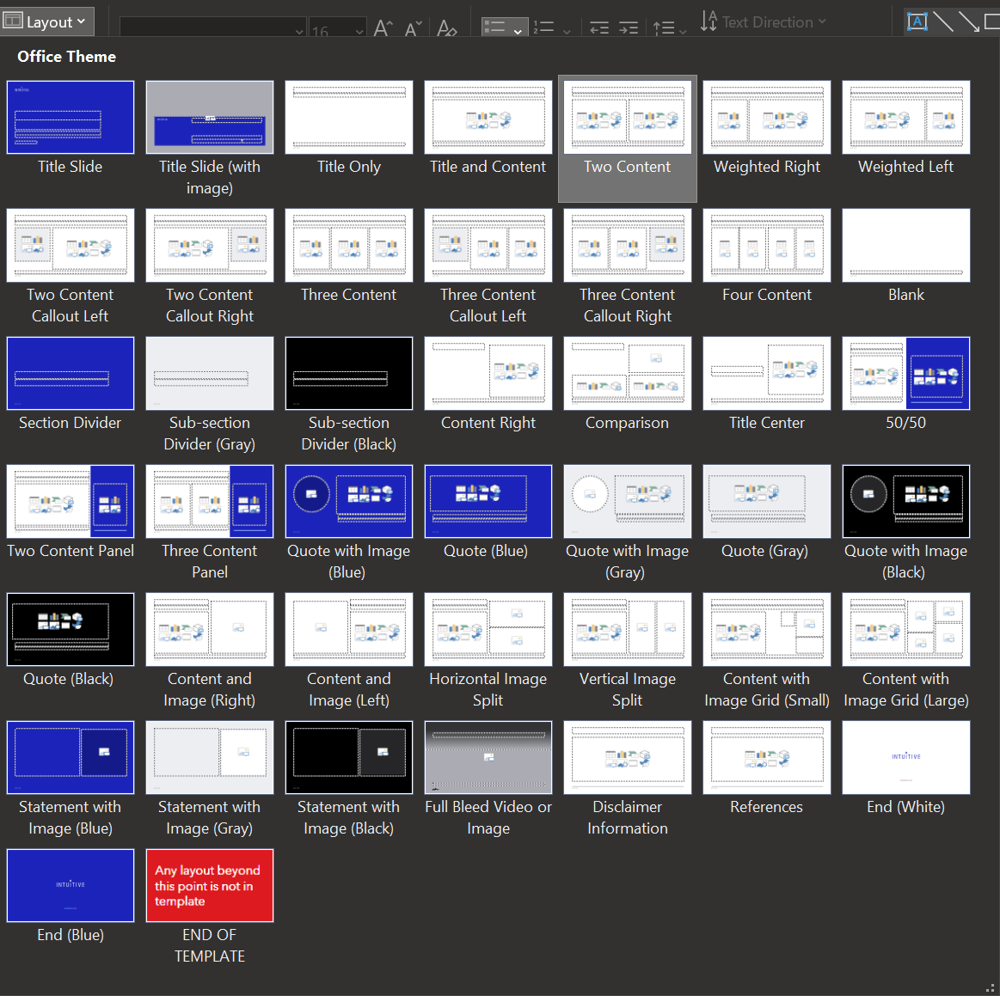 Layout
16
Text Direction
Office Theme
Title Slide
Title Slide (with
image)
Title Only
Title and Content
Two Content
Weighted Right
Weighted Left
Two Content
Callout Left
Two Content
Callout Right
Three Content
Three Content
Callout Left
Three Content
Callout Right
Four Content
Blank
Section Divider
Sub-section
Divider (Gray)
Sub-section
Divider (Black)
Content Right
Comparison
Title Center
50/50
Two Content Panel
Three Content
Panel
Quote with Image
(Blue)
Quote (Blue)
Quote with Image
(Gray)
Quote (Gray)
Quote with Image
(Black)
Quote (Black)
Content and
Image (Right)
Content and
Image (Left)
Horizontal Image
Split
Vertical Image
Split
Content with
Image Grid (Small)
Content with
Image Grid (Large)
Statement with
Image (Blue)
Statement with
Image (Gray)
Statement with
Image (Black)
Full Bleed Video or
Image
Disclaimer
Information
References
INTUITIVE
End (White)
INTUITIVE
End (Blue)
Any layout beyond
this point is not in
template
END OF
TEMPLATE